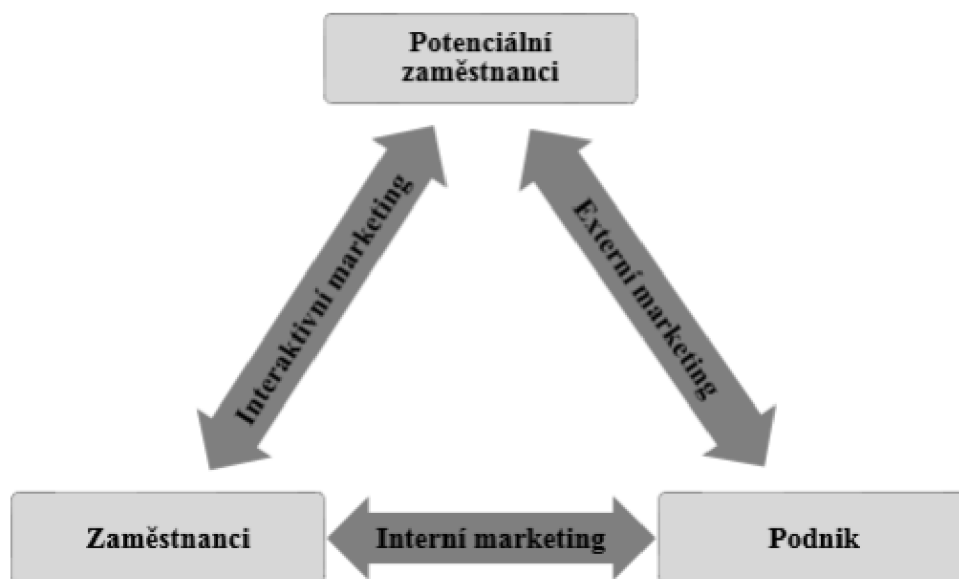 Potenciální
zaměstnanci
Interaktivní marketing
Externí marketing
Zaměstnanci
Interní marketing
Podnik